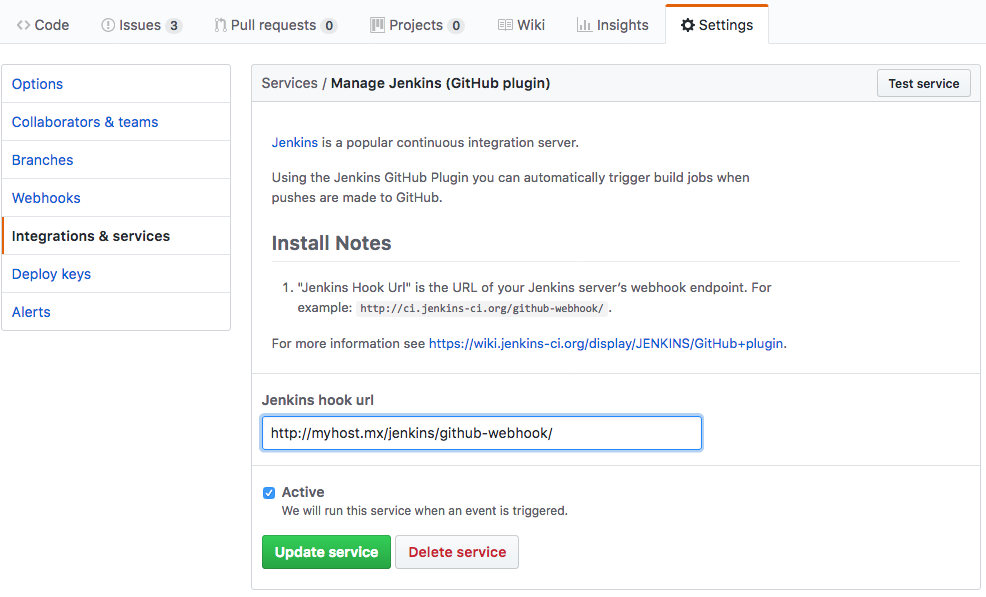 Code Issues 3 Pull requests 0 Projects 0 Wiki Insights Settings
Options
Collaborators & teams
Branches
Webhooks
Integrations & services
Deploy keys
Alerts
Services / Manage Jenkins (GitHub plugin)
Test service
Jenkins is a popular continuous integration server.
Using the Jenkins GitHub Plugin you can automatically trigger build jobs when
pushes are made to GitHub.
Install Notes
1. "Jenkins Hook Url" is the URL of your Jenkins server’s webhook endpoint. For
example: http://ci.jenkins-ci.org/github-webhook/ .
For more information see https://wiki.jenkins-ci.org/display/JENKINS/GitHub+plugin.
Jenkins hook url
http://myhost.mx/jenkins/github-webhook/
Active
We will run this service when an event is triggered.
Update service Delete service